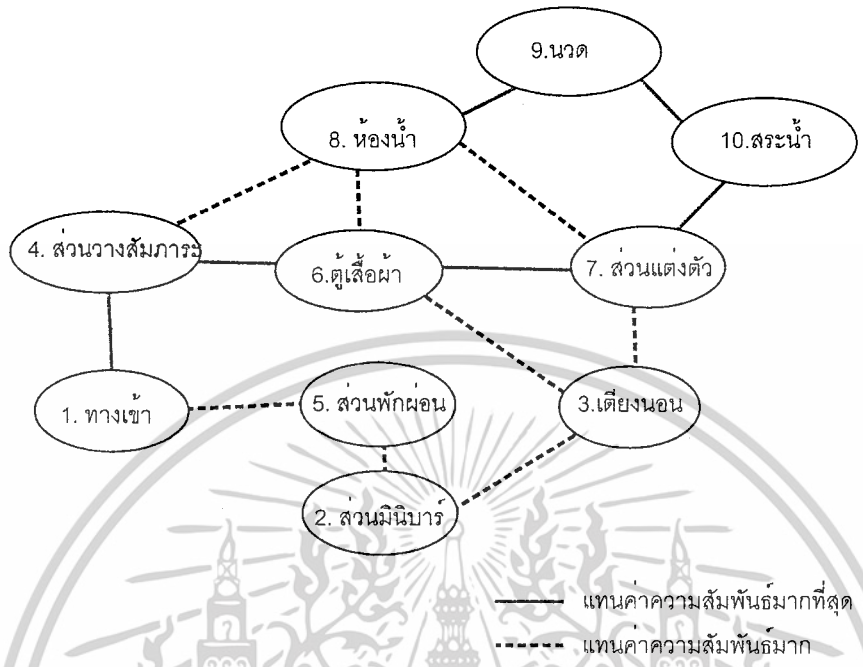 9.นวด
8. ห้องน้ำ
10.สระน้ำ
4. ส่วนวางสัมภาระ
6.ตู้เสื้อผ้า
7. ส่วนแต่งตัว
1. ทางเข้า
5. ส่วนพักผ่อน
3.เตียงนอน
2. ส่วนมินิบาร์
แทนค่าความสัมพันธ์มากที่สุด
แทนค่าความสัมพันธ์มาก